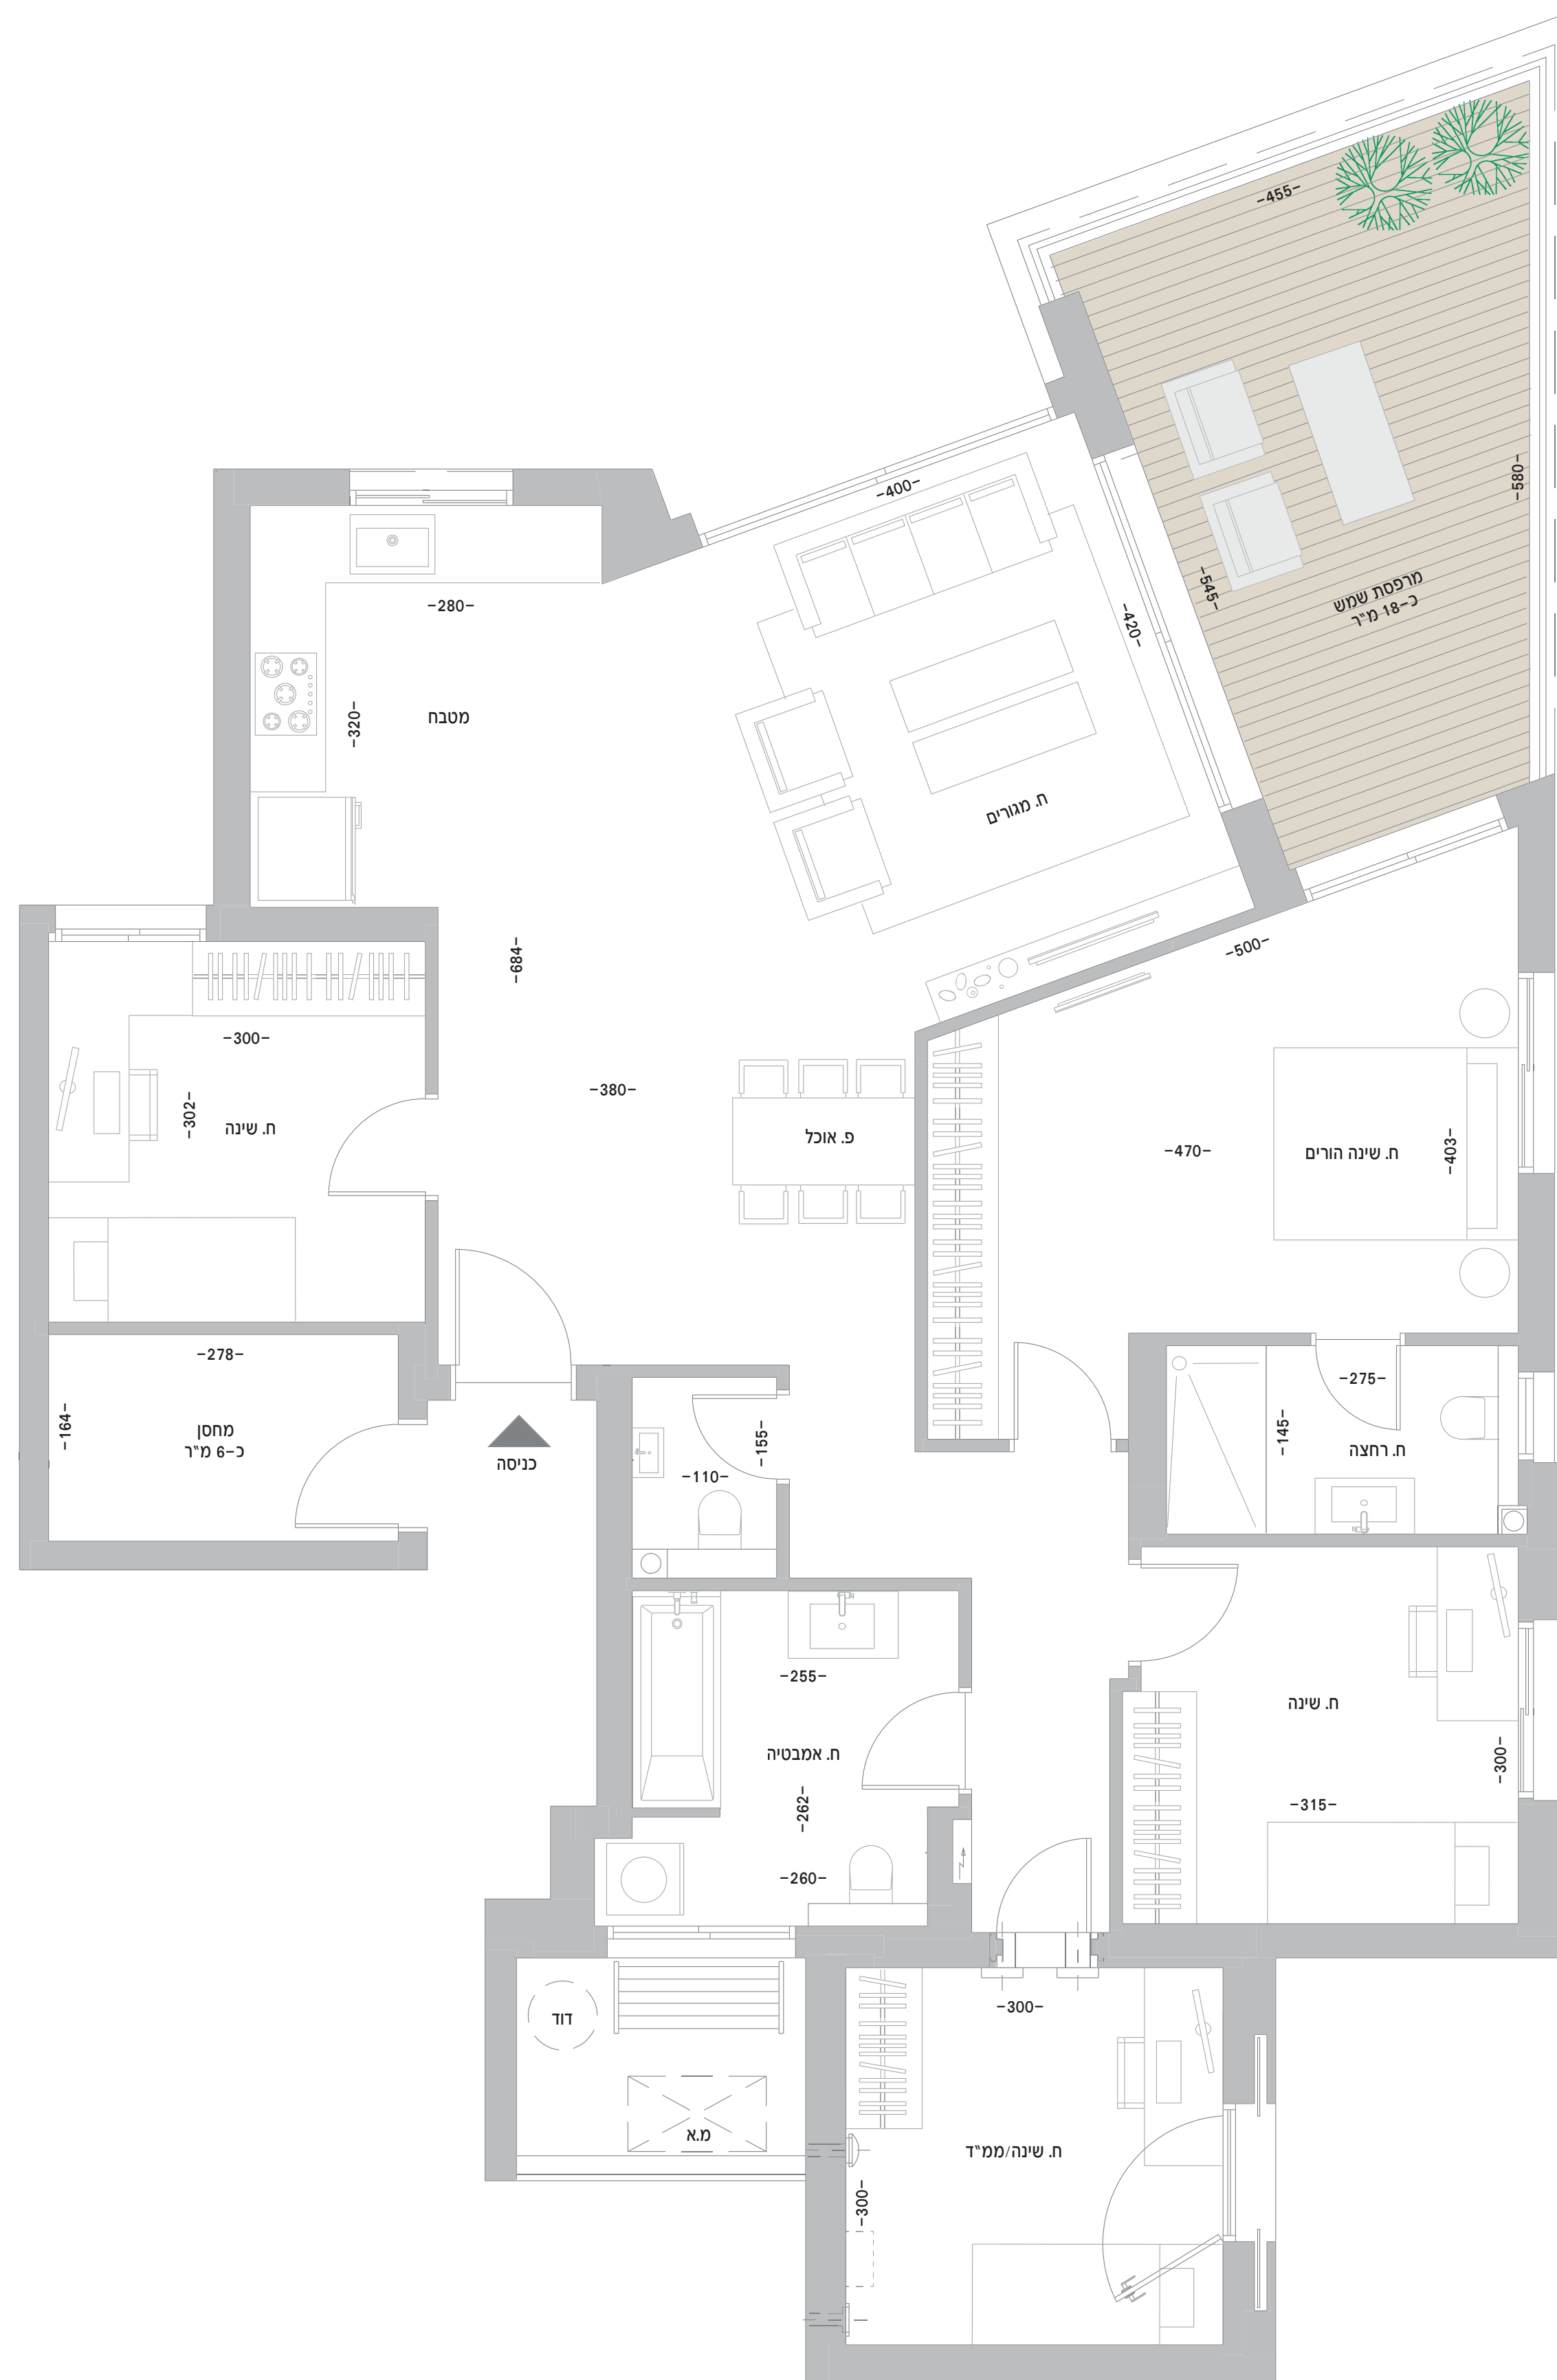 -455-
-400-
-580-
-545-
מרפסת שמש
כ-18 מ"ר
-280-
-420-
-320-
מטבח
ח. מגורים
-684-
-500-
-300-
-302-
ח. שינה
-380-
פ. אוכל
-470-
ח. שינה הורים
-403-
-278-
-164-
מחסן
כ-6 מ"ר
כניסה
-155-
-110-
-275-
-145-
ח. רחצה
-255-
ח. אמבטיה
-262-
-260-
ח. שינה
-300-
-315-
דוד
מ.א
-300-
ח. שינה/ממ"ד
-300-